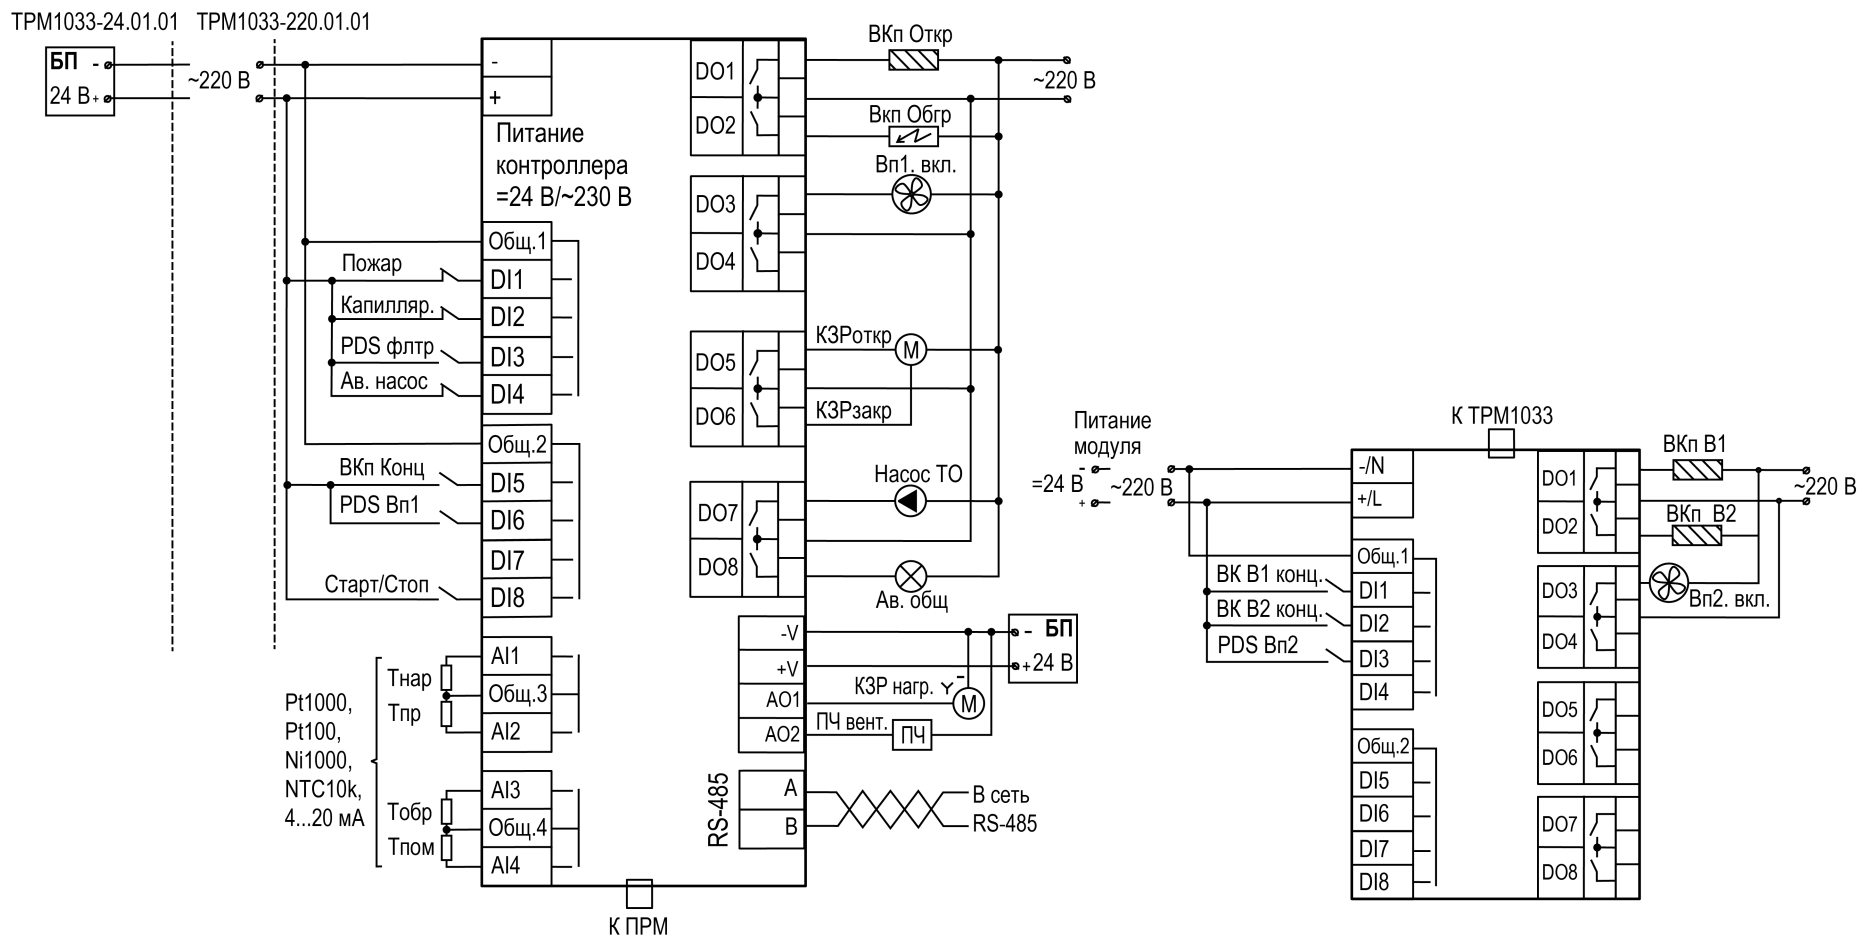 ТРМ1033-24.01.01
ТРМ1033-220.01.01
БП -
24 В+
~220 В
-
+
Питание
контроллера
=24 В/~230 В
Общ.1
Пожар
DI1
Капилляр.
DI2
PDS флтр
DI3
Ав. насос
DI4
Общ.2
ВКп Конц
DI5
PDS Вп1
DI6
DI7
Старт/Стоп
DI8
Pt1000,
Pt100,
Ni1000,
NTC10k,
4...20 мА
Тнар
Тпр
AI1
Общ.3
AI2
Тобр
Тпом
AI3
Общ.4
AI4
К ПРМ
DO1
DO2
ВКп Откр
~220 В
Вкп Обгр
Вп1. вкл.
DO3
DO4
DO5
DO6
КЗРоткр
М
КЗРзакр
DO7
DO8
Насос ТО
Ав. общ
-V
+V
AO1
AO2
- БП
+24 В
КЗР нагр. Y -
М
ПЧ вент.
ПЧ
RS-485
A
B
В сеть
RS-485
Питание
модуля
-
=24 В
+
~220 В
К ТРМ1033
-/N
+/L
Общ.1
ВК В1 конц.
DI1
ВК В2 конц.
DI2
PDS Вп2
DI3
DI4
Общ.2
DI5
DI6
DI7
DI8
DO1
DO2
ВКп В1
~220 В
ВКп В2
DO3
DO4
Вп2. вкл.
DO5
DO6
DO7
DO8